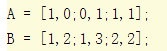 A = [1,0;0,1;1,1];
B = [1,2;1,3;2,2];